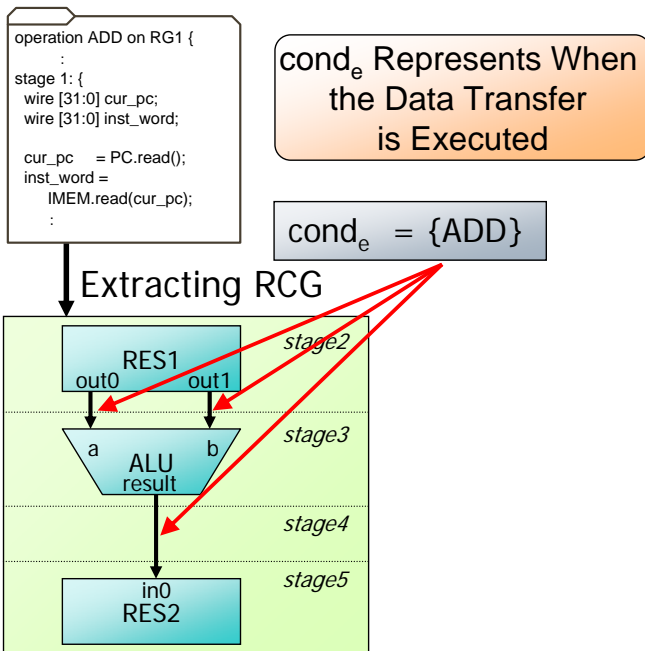 operation ADD on RG1 {
:
stage 1: {
wire [31:0] cur_pc;
wire [31:0] inst_word;
cur_pc = PC.read();
inst_word =
IMEM.read(cur_pc);
:
cond_e Represents When
the Data Transfer
is Executed
cond_e = {ADD}
Extracting RCG
stage2
RES1
out0 out1
stage3
a b
ALU
result
stage4
stage5
in0
RES2